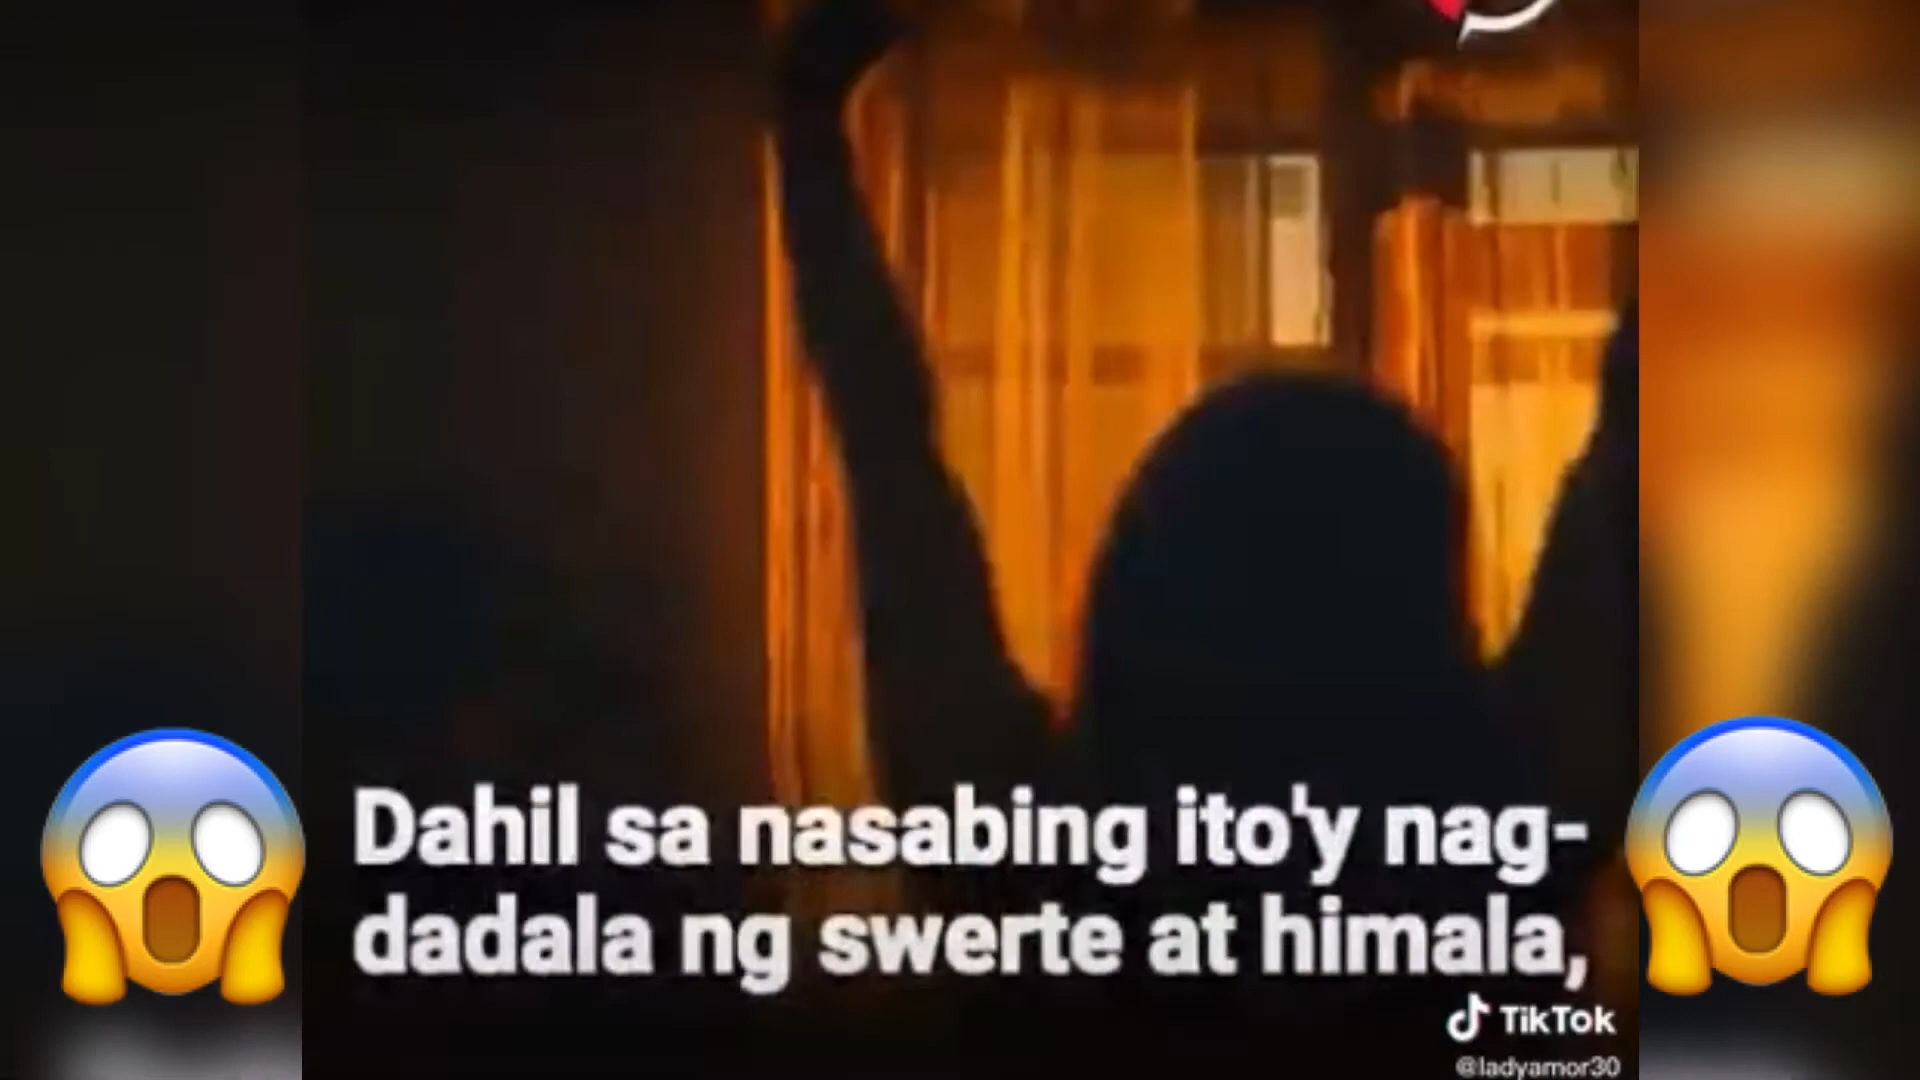 Dahil sa nasabing ito'y nag-
dadala ng swerte at himala,
TikTok
@ladyamor30